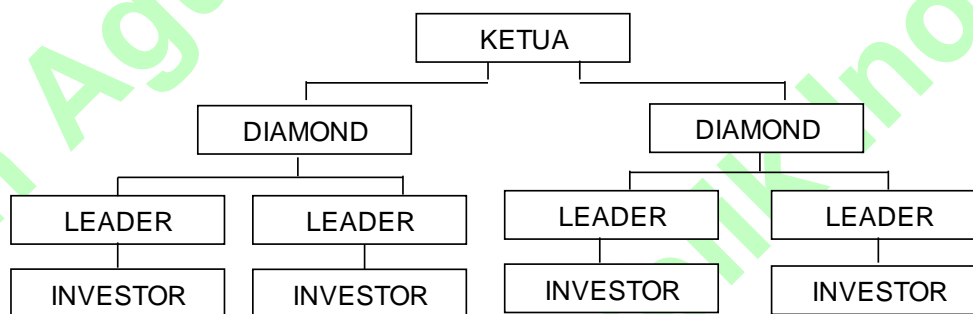 KETUA
DIAMOND DIAMOND
LEADER LEADER LEADER LEADER
INVESTOR INVESTOR INVESTOR INVESTOR